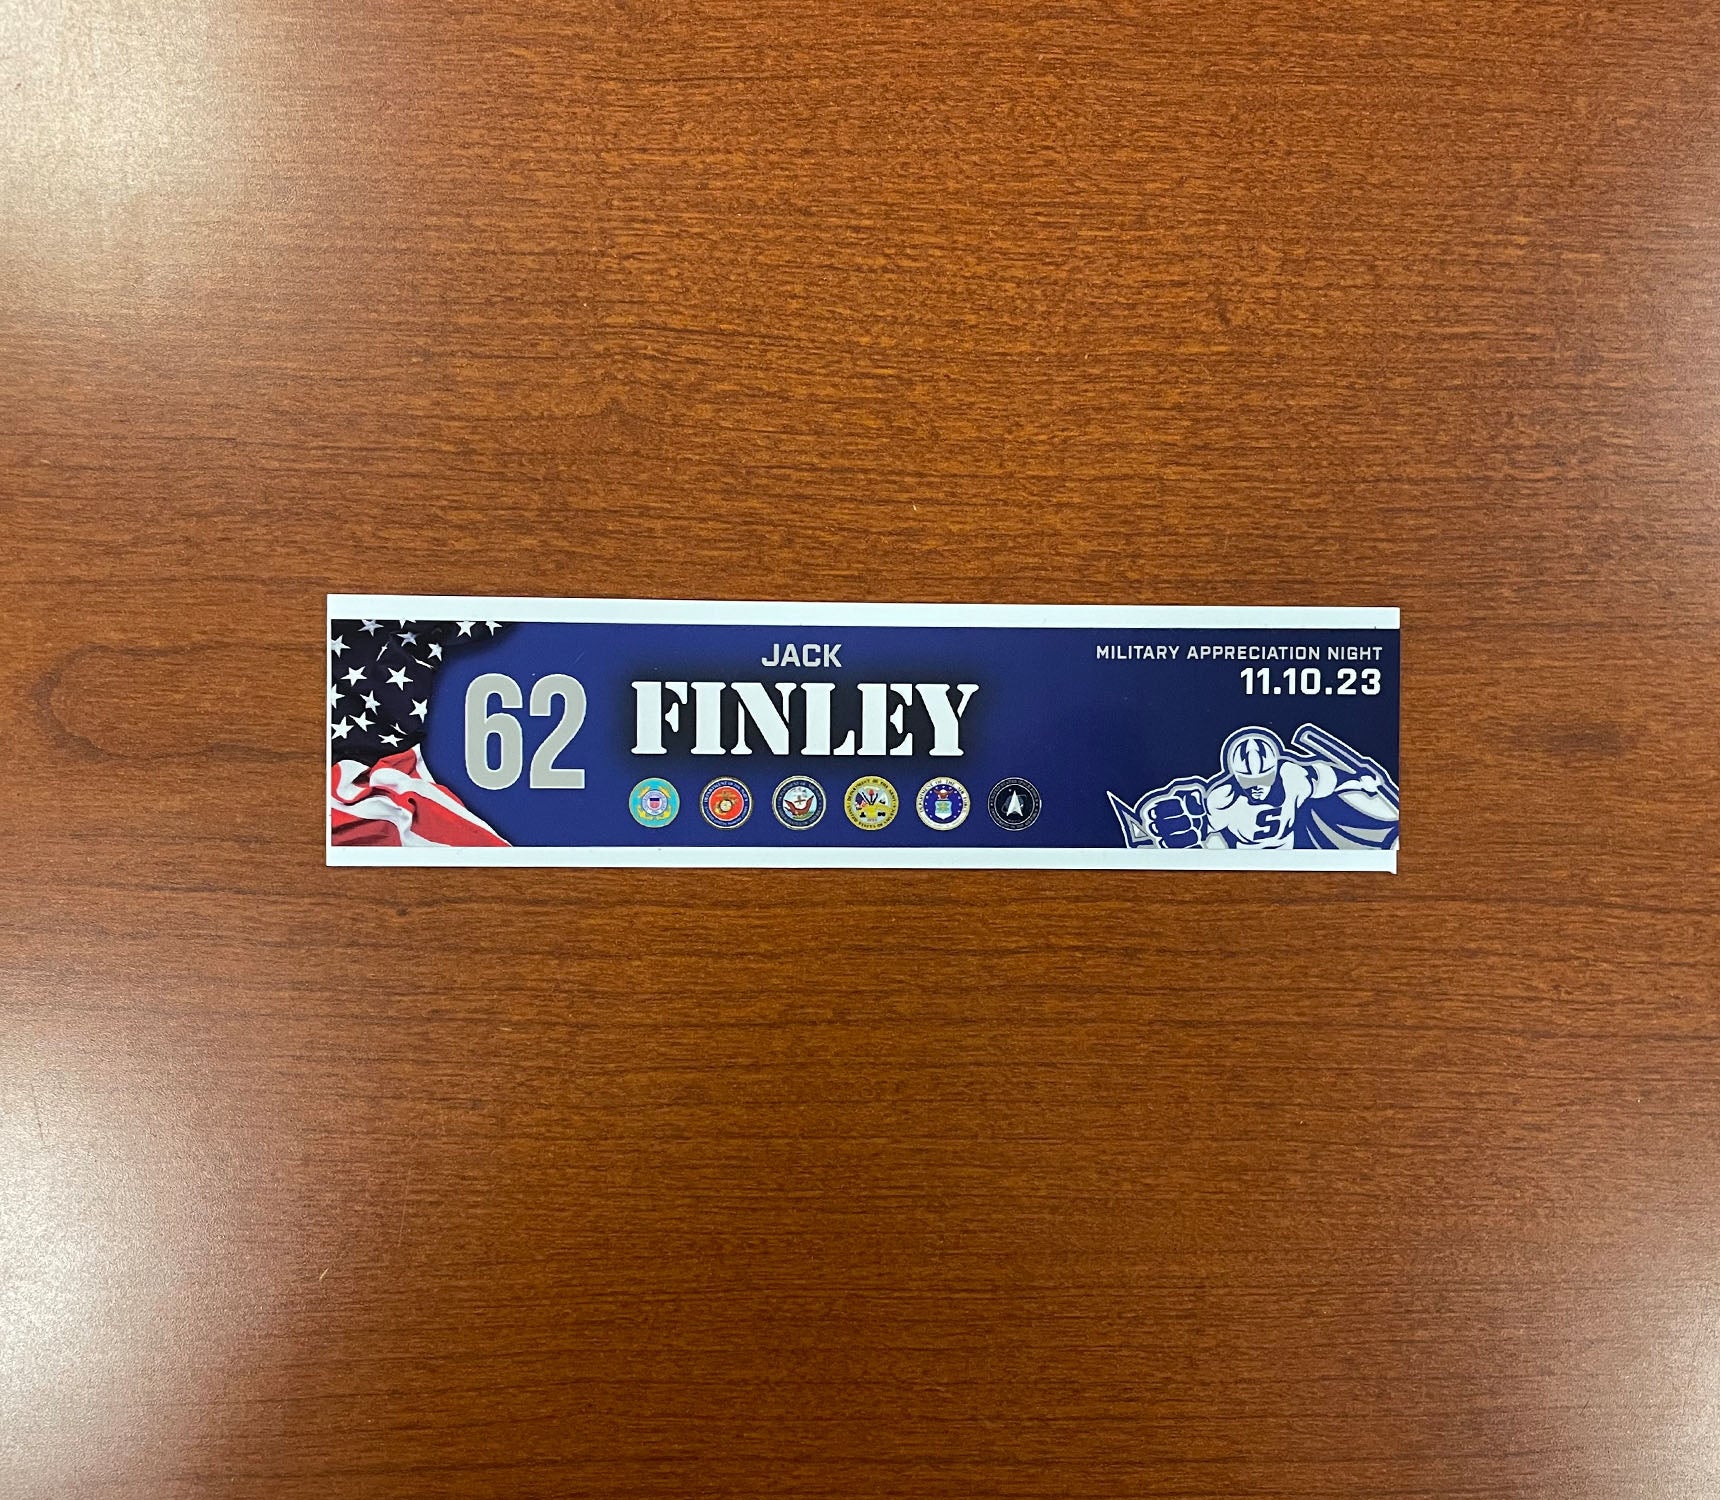 62
JACK
FINLEY
MILITARY APPRECIATION NIGHT
11.10.23
S